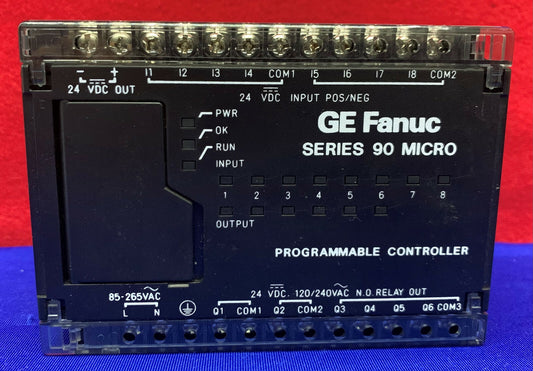 - + I1 I2 I3 I4 COM1 I5 I6 I7 I8 COM2
24 VDC OUT
24 VDC INPUT POS/NEG
PWR
OK
RUN
INPUT
GE Fanuc
SERIES 90 MICRO
1 2 3 4 5 6 7 8
OUTPUT
PROGRAMMABLE CONTROLLER
85-265VAC
24 VDC. 120/240VAC N.O.RELAY OUT
L N Q1 COM1 Q2 COM2 Q3 Q4 Q5 Q6 COM3